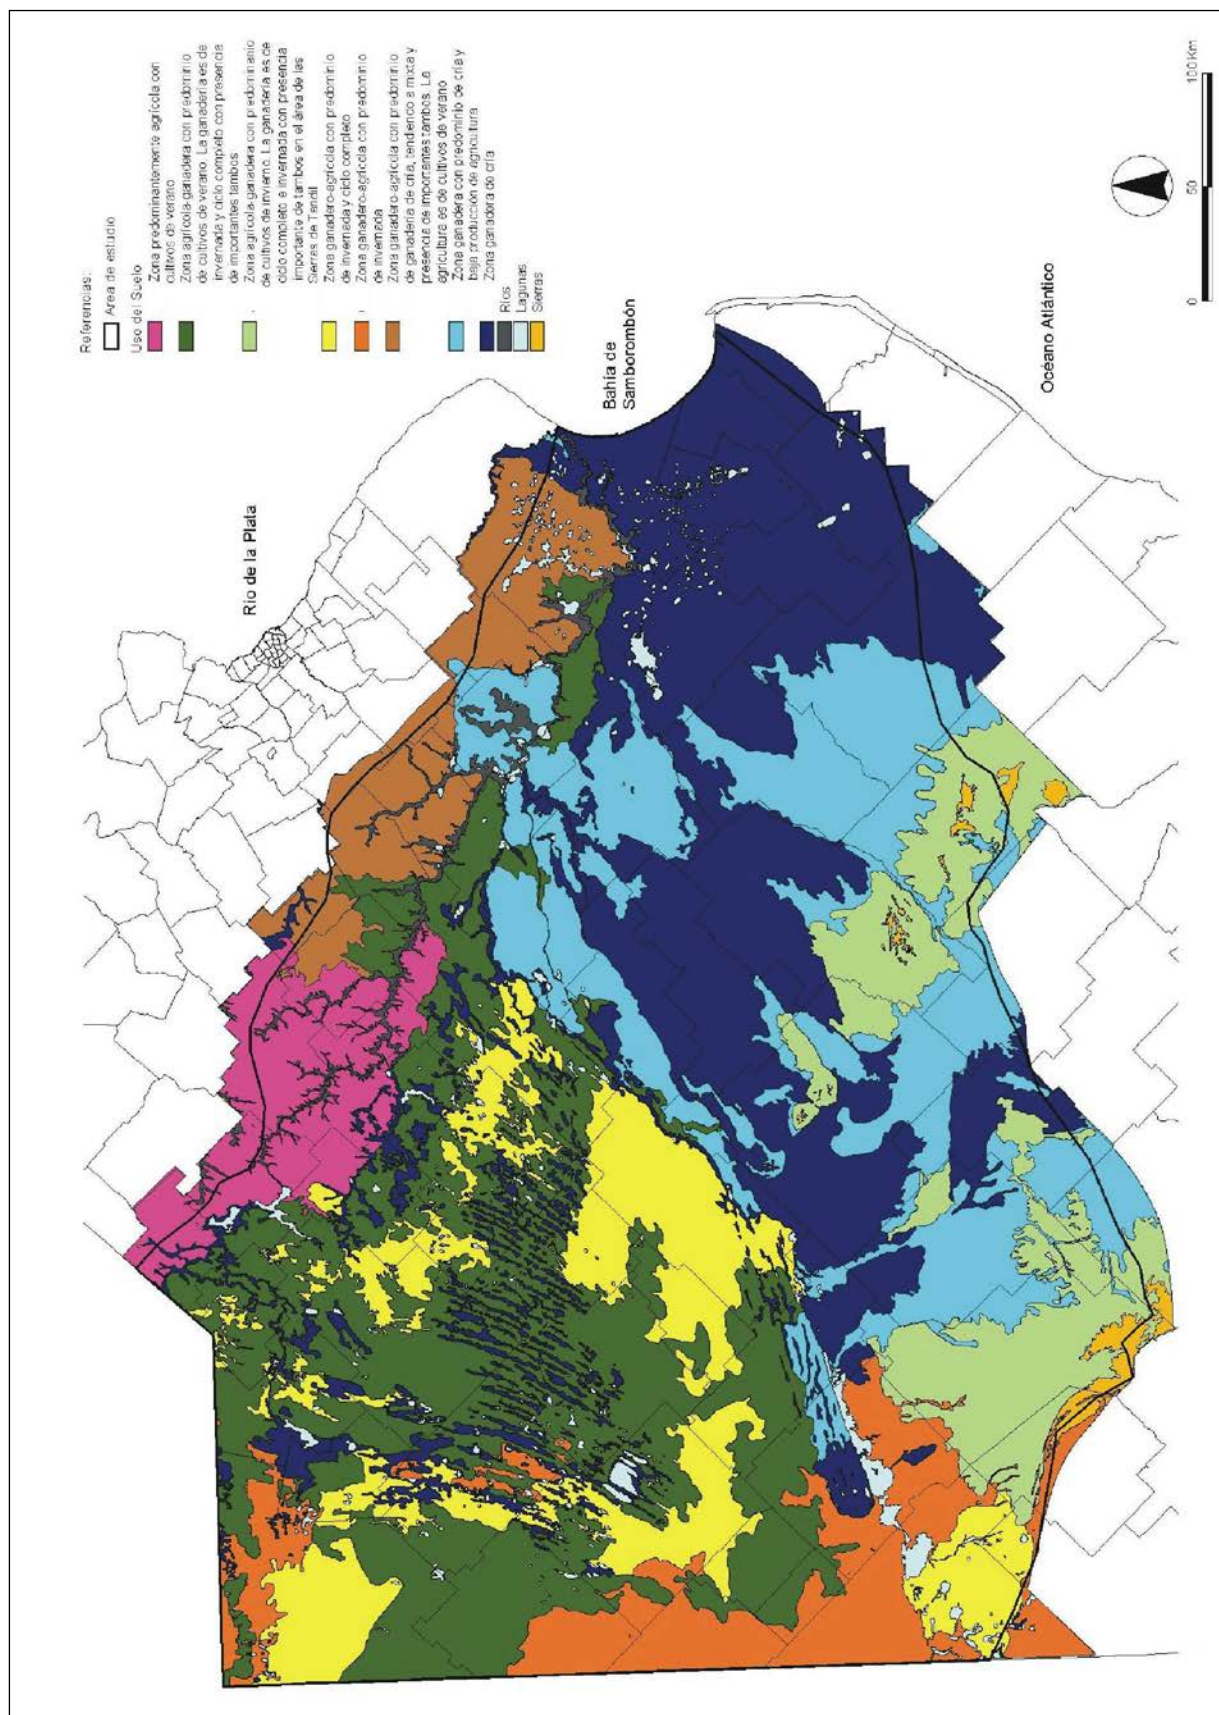 Referencias:
Area de estudio
Uso del Suelo
Zona predominantemente agrícola con
cultivos de verano
Zona agrícola-ganadera con predominio
de cultivos de verano. La ganadería es de
invernada y ciclo completo con presencia
de importantes tambos
Zona agrícola-ganadera con predominanio
de cultivos de invierno. La ganadería es de
ciclo completo e invernada con presencia
importante de tambos en el área de las
Sierras de Tandil
Zona ganadero-agrícola con predominio
de invernada y ciclo completo
Zona ganadero-agrícola con predominio
de invernada
Zona ganadero-agrícola con predominio
de ganadería de cría, tendienco a mixta y
presencia de importantes tambos. La
agricultura es de cultivos de verano
Zona ganadera con predominio de cría y
baja producción de agricultura
Zona ganadera de cría
Ríos
Lagunas
Sierras
Río de la Plata
Bahía de
Samborombón
Océano Atlántico
0 50 100 Km